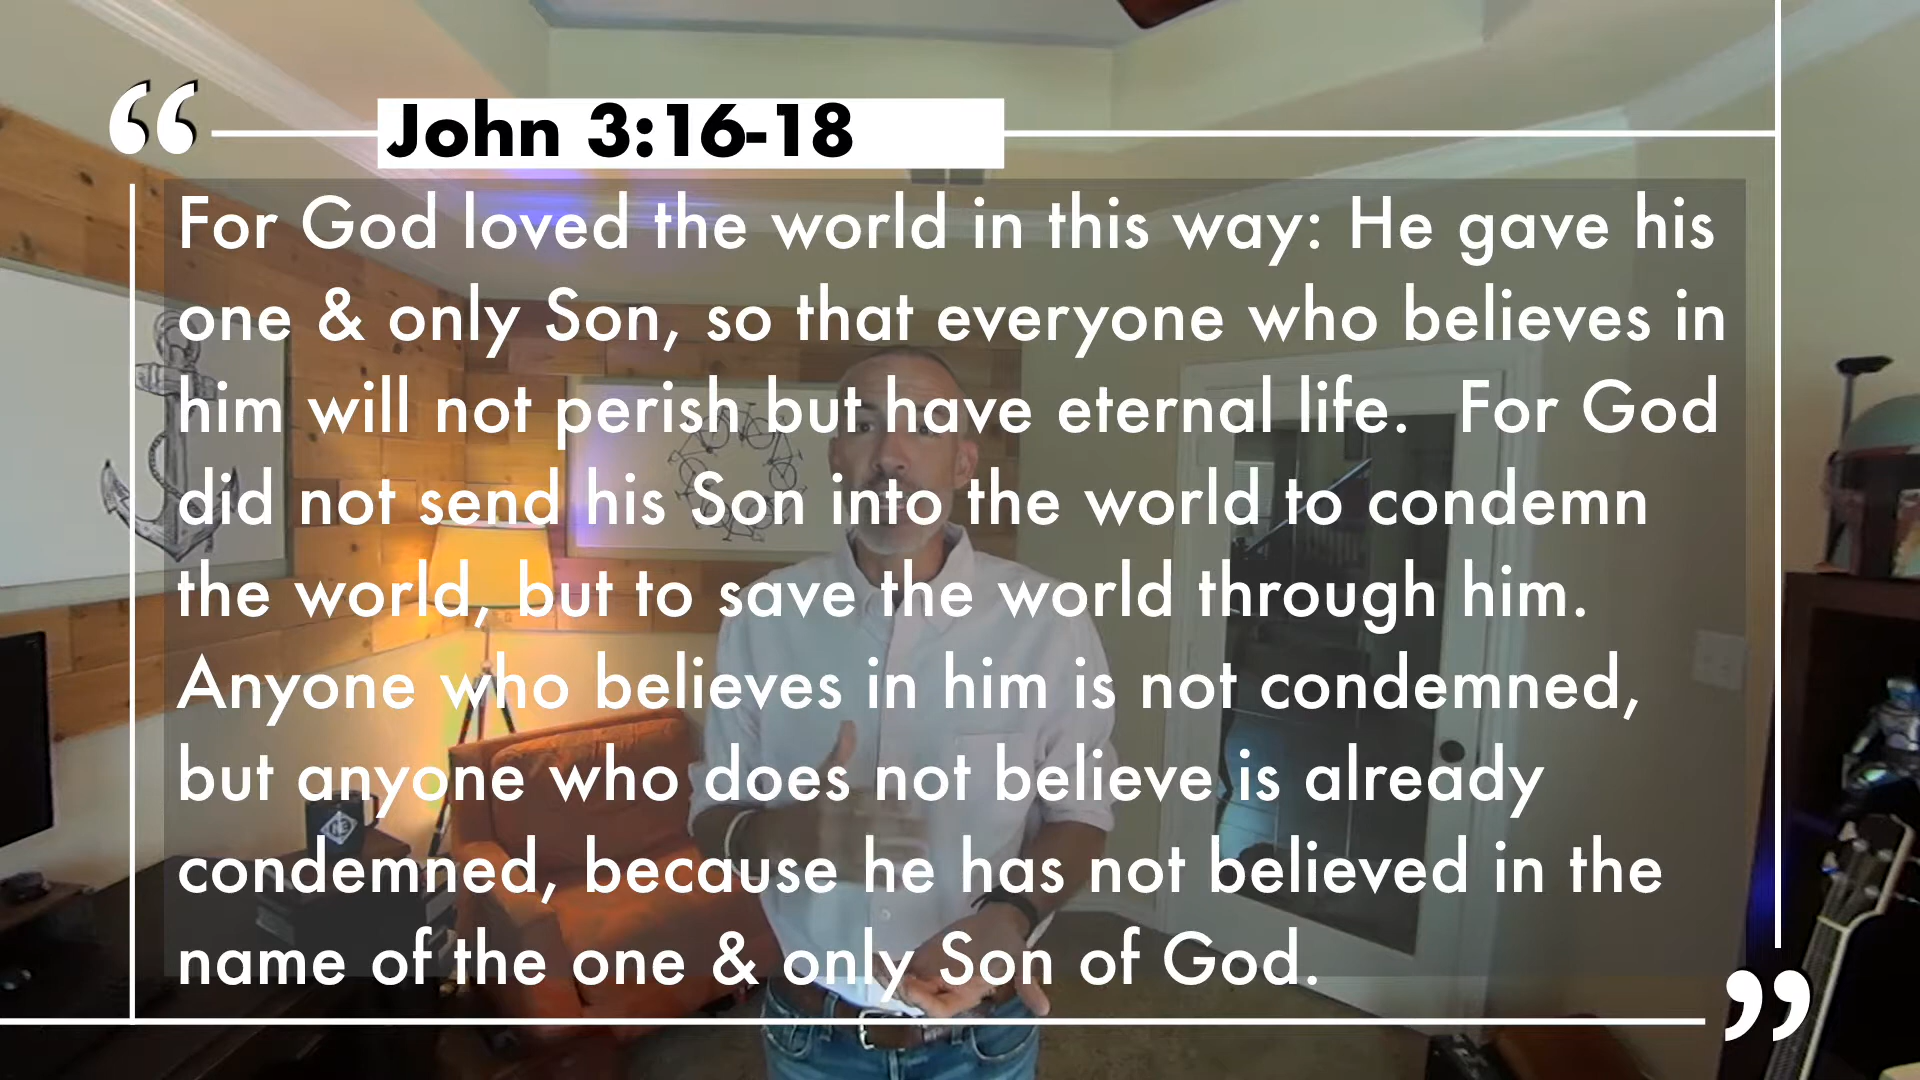 John 3:16-18
For God loved the world in this way: He gave his
one & only Son, so that everyone who believes in
him will not perish but have eternal life.  For God
did not send his Son into the world to condemn
the world, but to save the world through him.
Anyone who believes in him is not condemned,
but anyone who does not believe is already
condemned, because he has not believed in the
name of the one & only Son of God.